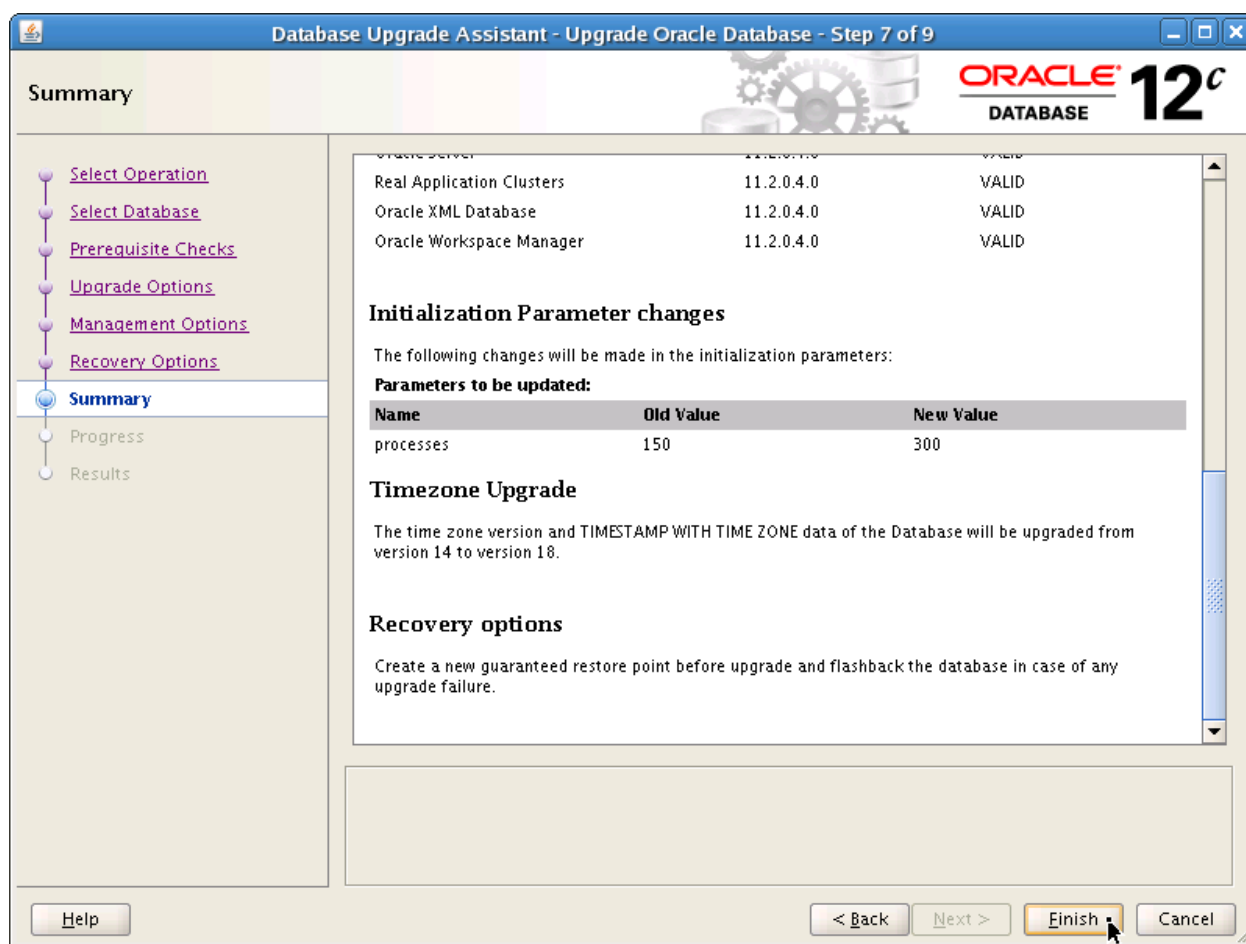 Database Upgrade Assistant - Upgrade Oracle Database - Step 7 of 9
Summary
ORACLE
DATABASE
12c
Select Operation
Select Database
Prerequisite Checks
Upgrade Options
Management Options
Recovery Options
Summary
Progress
Results
Real Application Clusters 11.2.0.4.0 VALID
Oracle XML Database 11.2.0.4.0 VALID
Oracle Workspace Manager 11.2.0.4.0 VALID
Initialization Parameter changes
The following changes will be made in the initialization parameters:
Parameters to be updated:
Name Old Value New Value
processes 150 300
Timezone Upgrade
The time zone version and TIMESTAMP WITH TIME ZONE data of the Database will be upgraded from
version 14 to version 18.
Recovery options
Create a new guaranteed restore point before upgrade and flashback the database in case of any
upgrade failure.
Help
< Back
Next >
Finish
Cancel